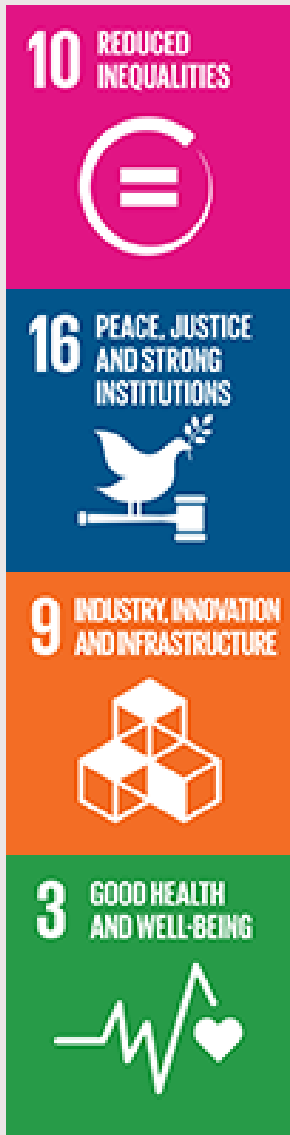 10 REDUCED
INEQUALITIES
16 PEACE, JUSTICE
AND STRONG
INSTITUTIONS
9 INDUSTRY, INNOVATION
AND INFRASTRUCTURE
3 GOOD HEALTH
AND WELL-BEING